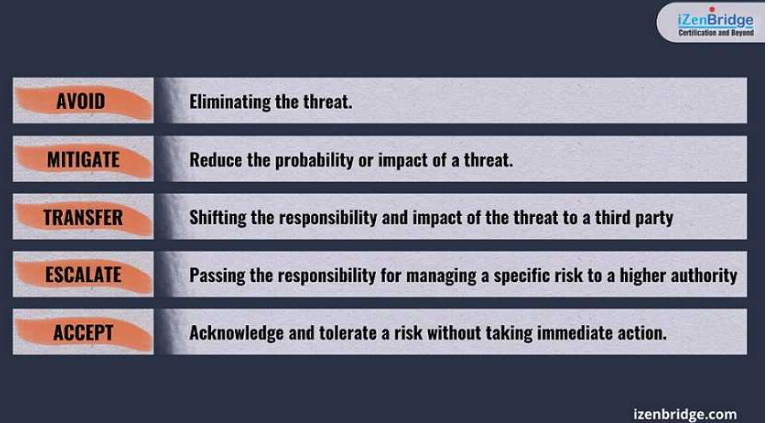 iZenBridge
Certification and Beyond
AVOID Eliminating the threat.
MITIGATE Reduce the probability or impact of a threat.
TRANSFER Shifting the responsibility and impact of the threat to a third party
ESCALATE Passing the responsibility for managing a specific risk to a higher authority
ACCEPT Acknowledge and tolerate a risk without taking immediate action.
izenbridge.com